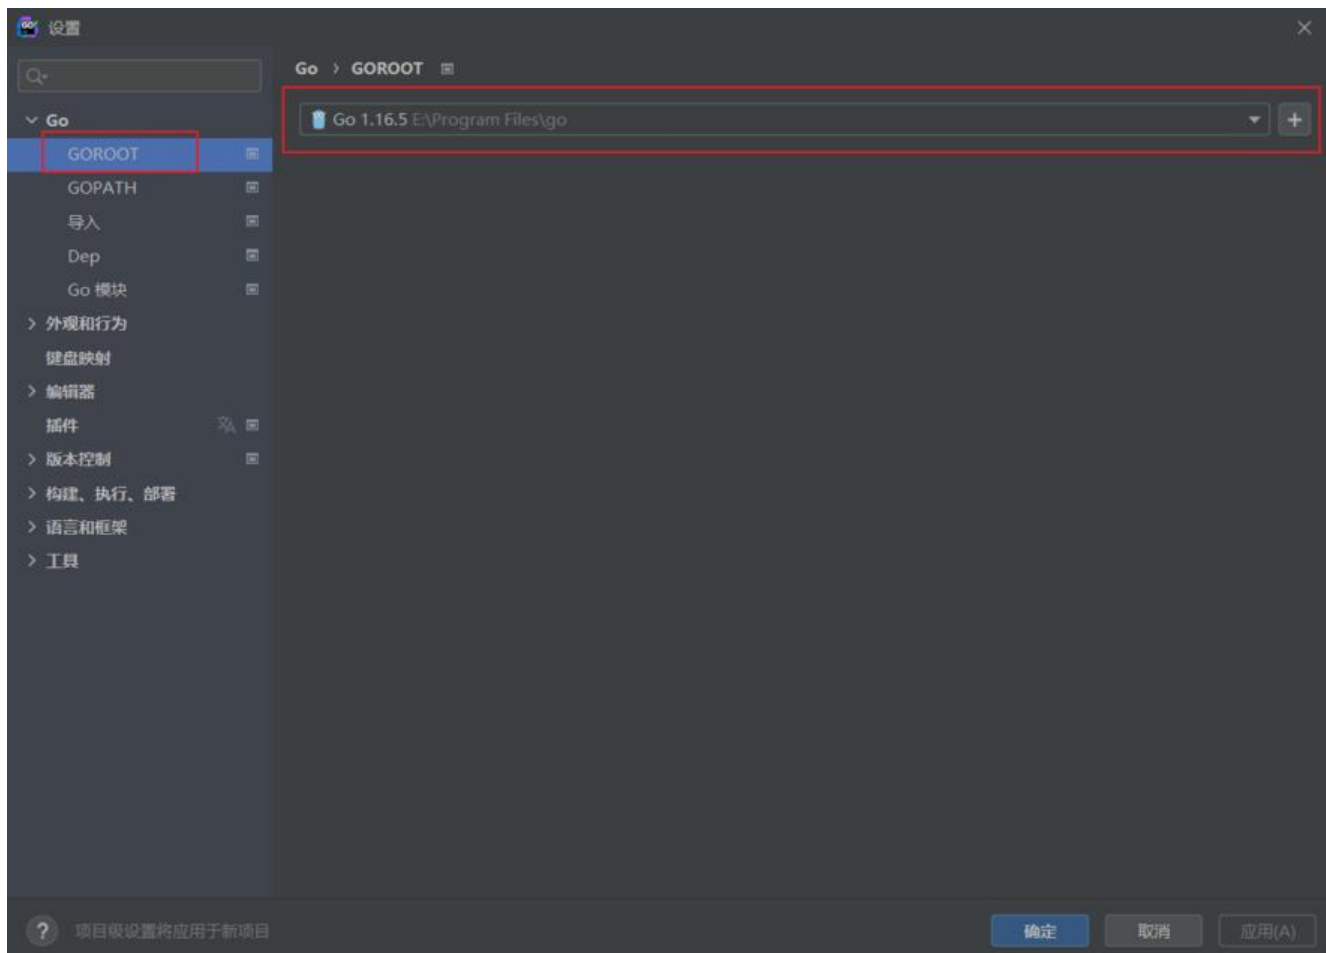 设置
Go › GOROOT
Go
Go 1.16.5 E:\Program Files\go
GOROOT
GOPATH
导入
Dep
Go 模块
外观和行为
键盘映射
编辑器
插件
版本控制
构建、执行、部署
语言和框架
工具
? 项目级设置将应用于新项目
确定 取消 应用(A)